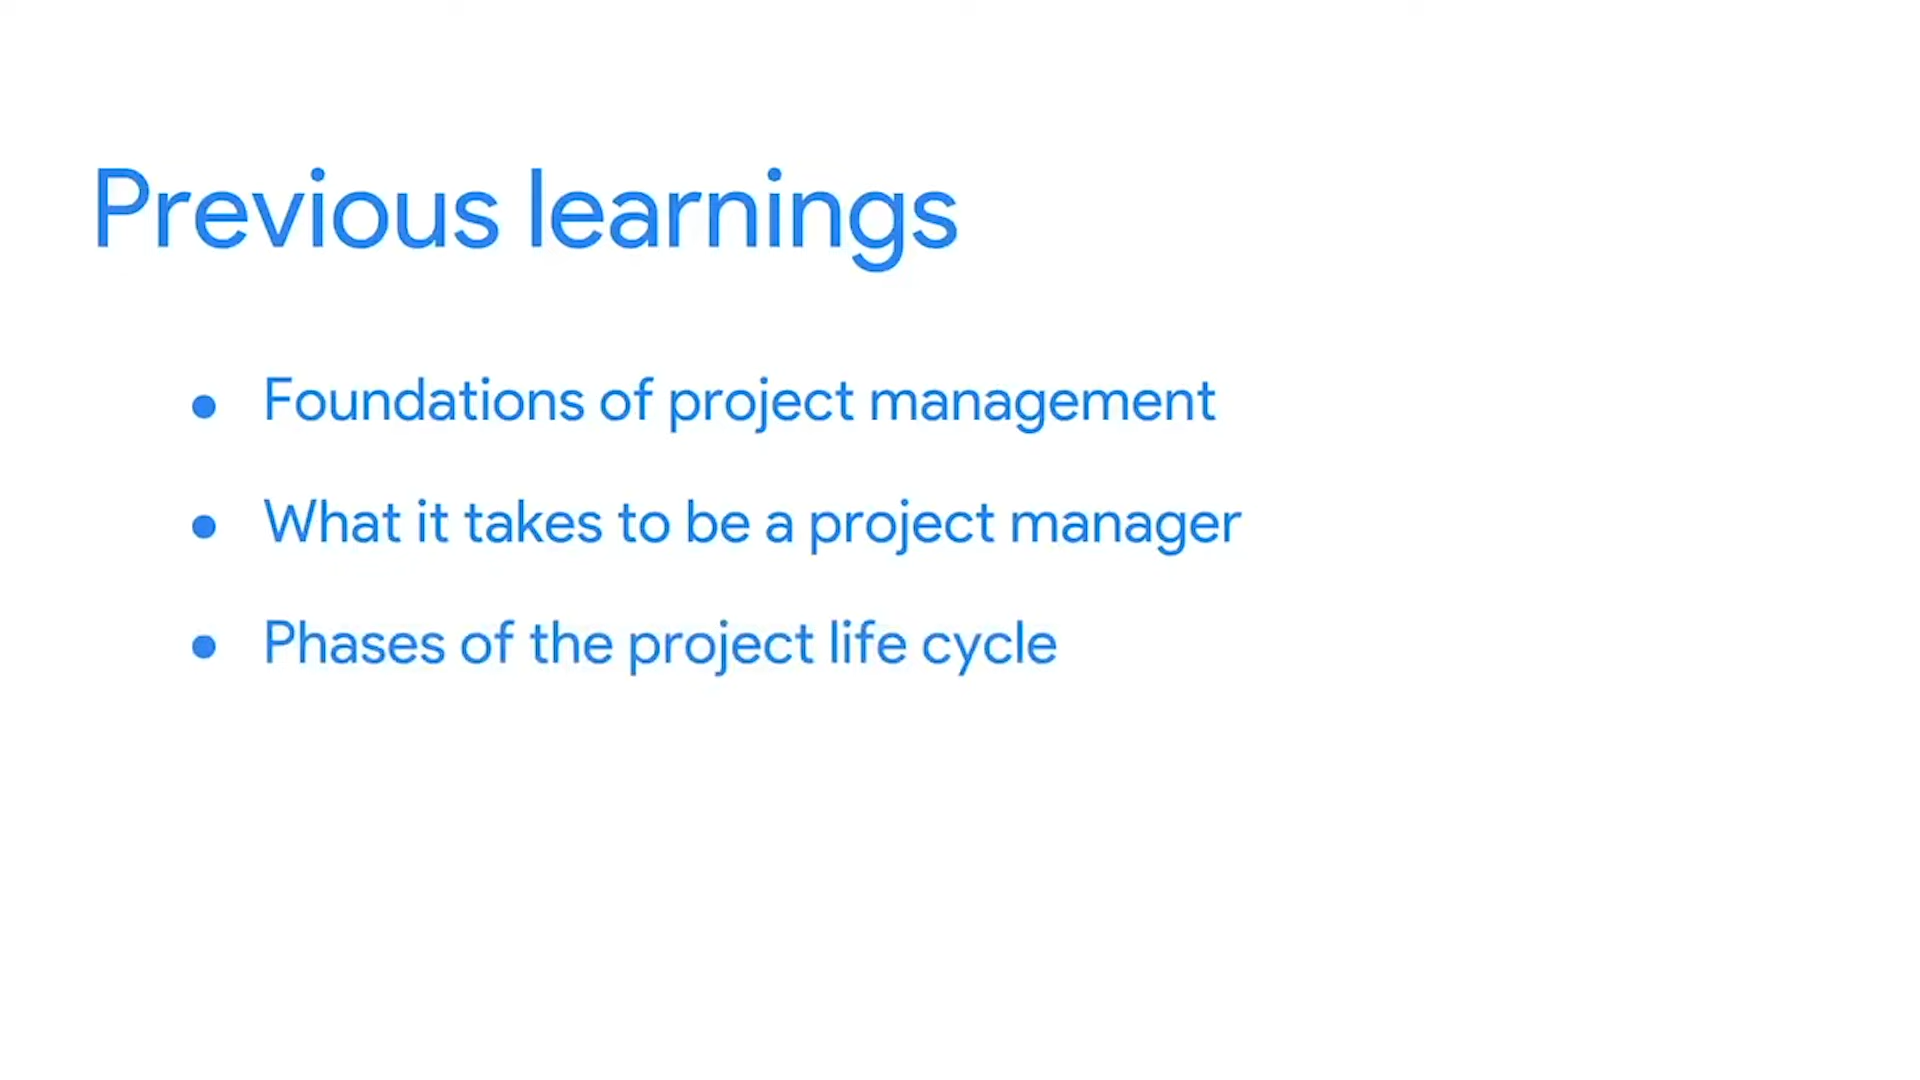 Previous learnings
● Foundations of project management
● What it takes to be a project manager
● Phases of the project life cycle